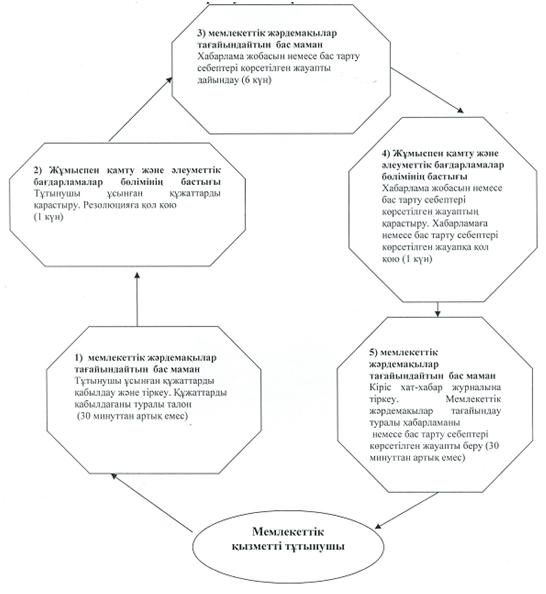 1) мемлекеттік жәрдемақылар
тағайындайтын бас маман
Тұтынушы ұсынған құжаттарды
қабылдау және тіркеу. Құжаттарды
қабылдағаны туралы талон
(30 минуттан артық емес)
2) Жұмыспен қамту және әлеуметтік
бағдарламалар бөлімінің бастығы
Тұтынушы ұсынған құжаттарды
қарастыру. Резолюцияға қол қою
(1 күн)
3) мемлекеттік жәрдемақылар
тағайындайтын бас маман
Хабарлама жобасын немесе бас тарту
себептері көрсетілген жауапты
дайындау (6 күн)
4) Жұмыспен қамту және
әлеуметтік бағдарламалар
бөлімінің бастығы
Хабарлама жобасын немесе
бас тарту себептері
көрсетілген жауаптың
қарастыру. Хабарламаға
немесе бас тарту себептері
көрсетілген жауапқа қол
қою (1 күн)
5) мемлекеттік
жәрдемақылар
тағайындайтын бас маман
Кіріс хат-хабар журналына
тіркеу. Мемлекеттік
жәрдемақылар тағайындау
туралы хабарламаны
немесе бас тарту себептері
көрсетілген жауапты беру (30
минуттан артық емес)
Мемлекеттік
қызметті тұтынушы